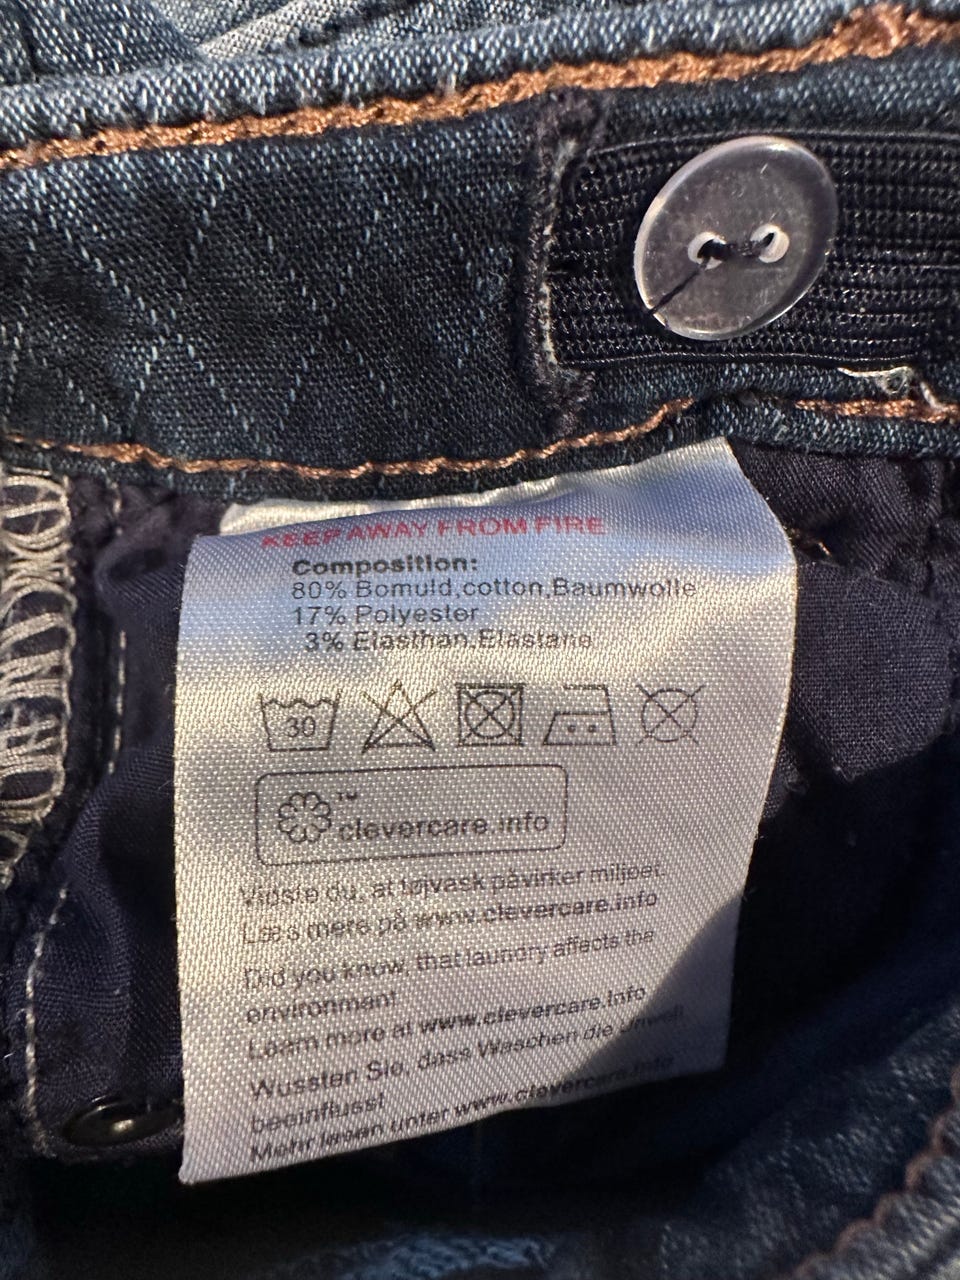 KEEP AWAY FROM FIRE
Composition:
80% Bomuld,cotton,Baumwolle
17% Polyester
3% Elasthan,Elastane
30
™
clevercare.info
Vidste du, at tøjvask påvirker miljøet.
Læs mere på www.clevercare.info
Did you know, that laundry affects the
environment
Learn more at www.clevercare.info
Wussten Sie, dass Waschen die Umwelt
beeinflusst
Mehr lesen unter www.clevercare.info